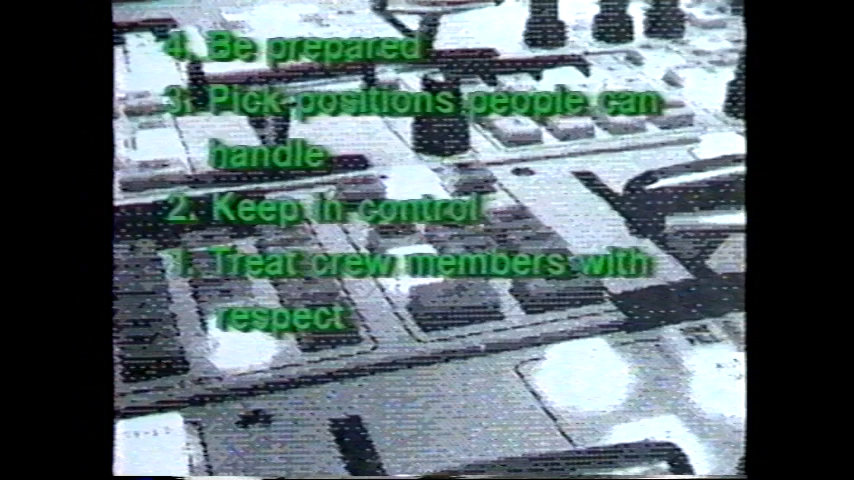 4. Be prepared
3. Pick positions people can
handle
2. Keep in control
1. Treat crew members with
respect